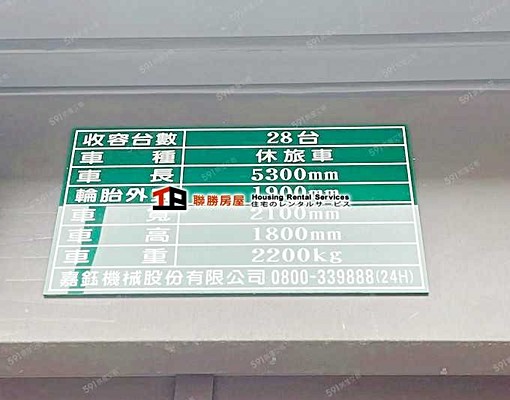 收容台數 28台
車種 休旅車
車長 5300mm
輪胎外 1900mm
聯勝房屋 Housing Rental Services
住宅のレンタルサービス
車寬 2100mm
車高 1800mm
車重 2200kg
嘉鈺機械股份有限公司 0800-339888(24H)